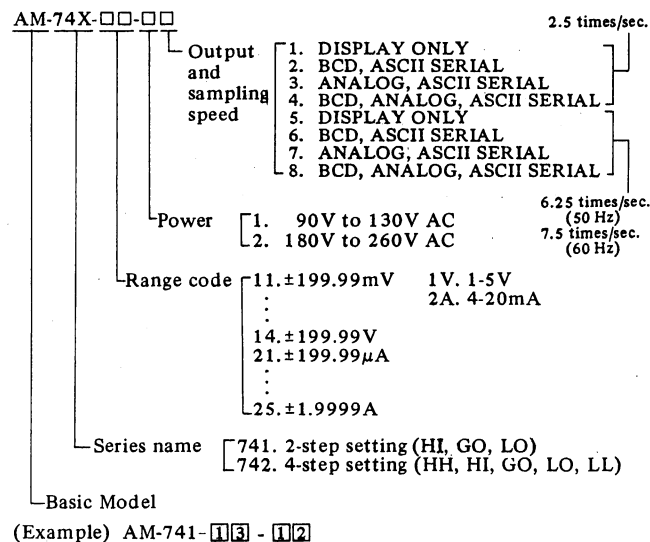 AM-74X-□□-□□
2.5 times/sec.
Output and sampling speed
1. DISPLAY ONLY
2. BCD, ASCII SERIAL
3. ANALOG, ASCII SERIAL
4. BCD, ANALOG, ASCII SERIAL
5. DISPLAY ONLY
6. BCD, ASCII SERIAL
7. ANALOG, ASCII SERIAL
8. BCD, ANALOG, ASCII SERIAL
6.25 times/sec.
(50 Hz)
7.5 times/sec.
(60 Hz)
Power
1. 90V to 130V AC
2. 180V to 260V AC
Range code
11. ±199.99mV 1V. 1-5V
2A. 4-20mA
14. ±199.99V
21. ±199.99μA
25. ±1.9999A
Series name
741. 2-step setting (HI, GO, LO)
742. 4-step setting (HH, HI, GO, LO, LL)
Basic Model
(Example) AM-741-13 - 12